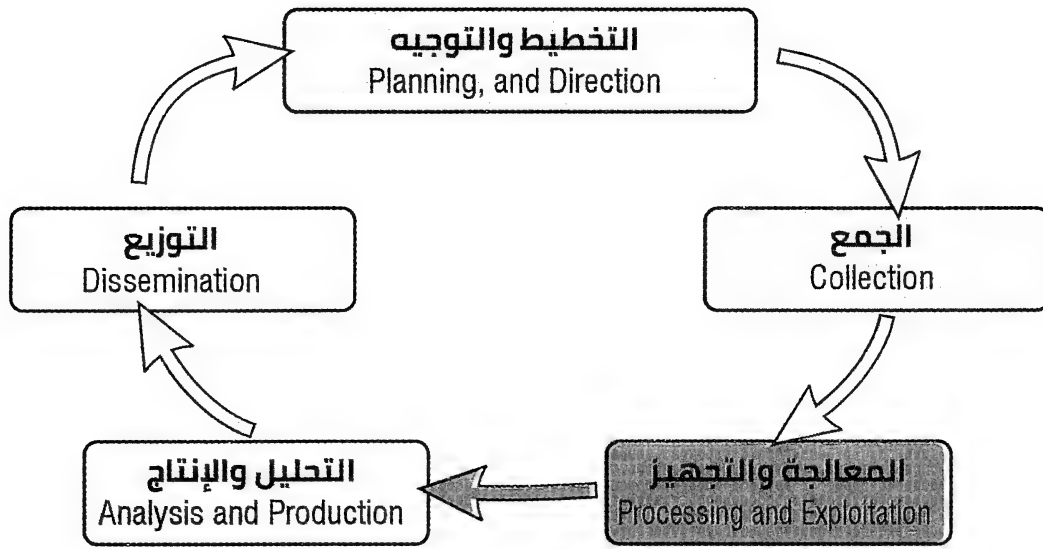 التخطيط والتوجيه
Planning, and Direction
الجمع
Collection
المعالجة والتجهيز
Processing and Exploitation
التحليل والإنتاج
Analysis and Production
التوزيع
Dissemination